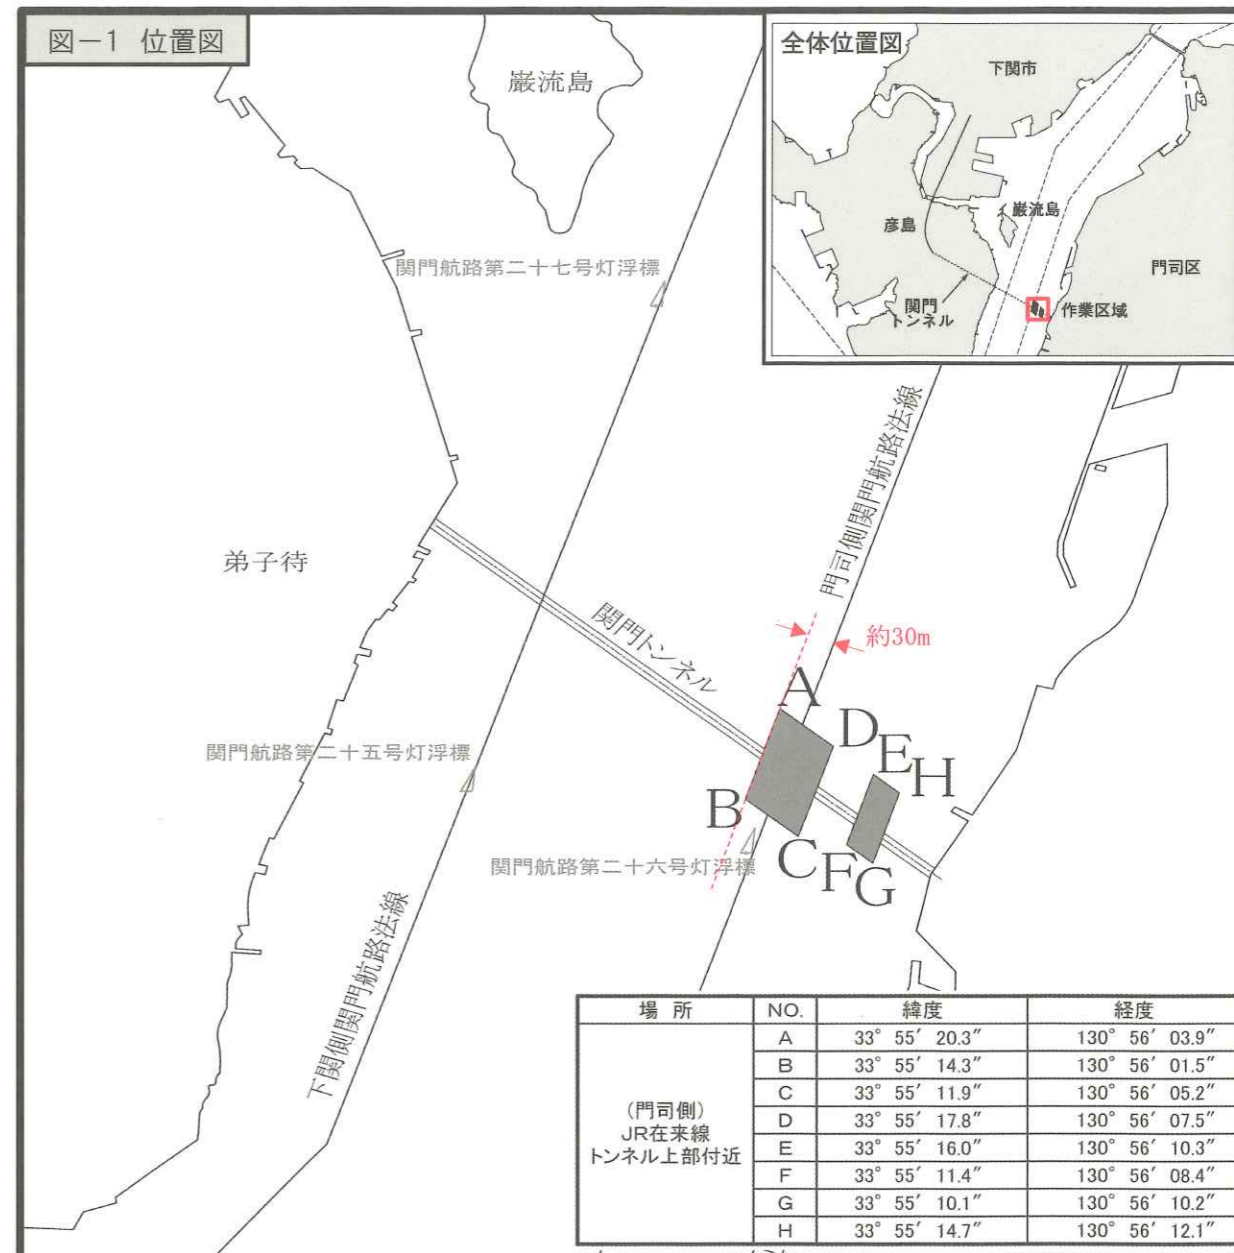 図－1 位置図
巌流島
全体位置図
下関市
巌流島
彦島
門司区
関門
トンネル
作業区域
関門航路第二十七号灯浮標
門司側関門航路法線
弟子待
関門トンネル
約30m
A
D
E
H
B
C
F
G
関門航路第二十五号灯浮標
関門航路第二十六号灯浮標
下関側関門航路法線
場 所 NO. 緯度 経度
(門司側)
JR在来線
トンネル上部付近
A 33° 55′ 20.3″ 130° 56′ 03.9″
B 33° 55′ 14.3″ 130° 56′ 01.5″
C 33° 55′ 11.9″ 130° 56′ 05.2″
D 33° 55′ 17.8″ 130° 56′ 07.5″
E 33° 55′ 16.0″ 130° 56′ 10.3″
F 33° 55′ 11.4″ 130° 56′ 08.4″
G 33° 55′ 10.1″ 130° 56′ 10.2″
H 33° 55′ 14.7″ 130° 56′ 12.1″